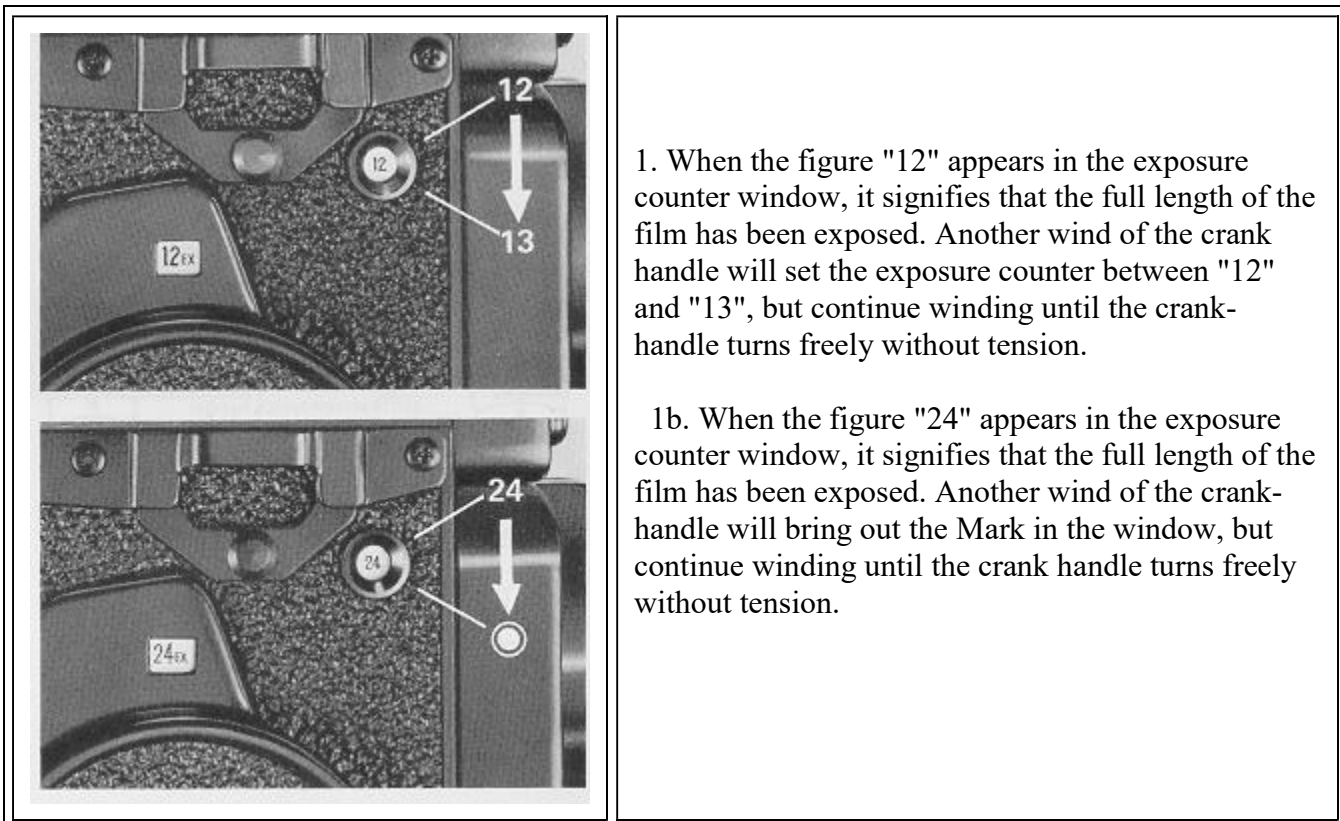 12
12
13
12EX
24
24
24EX
1. When the figure "12" appears in the exposure
counter window, it signifies that the full length of the
film has been exposed. Another wind of the crank
handle will set the exposure counter between "12"
and "13", but continue winding until the crank-
handle turns freely without tension.
1b. When the figure "24" appears in the exposure
counter window, it signifies that the full length of the
film has been exposed. Another wind of the crank-
handle will bring out the Mark in the window, but
continue winding until the crank handle turns freely
without tension.